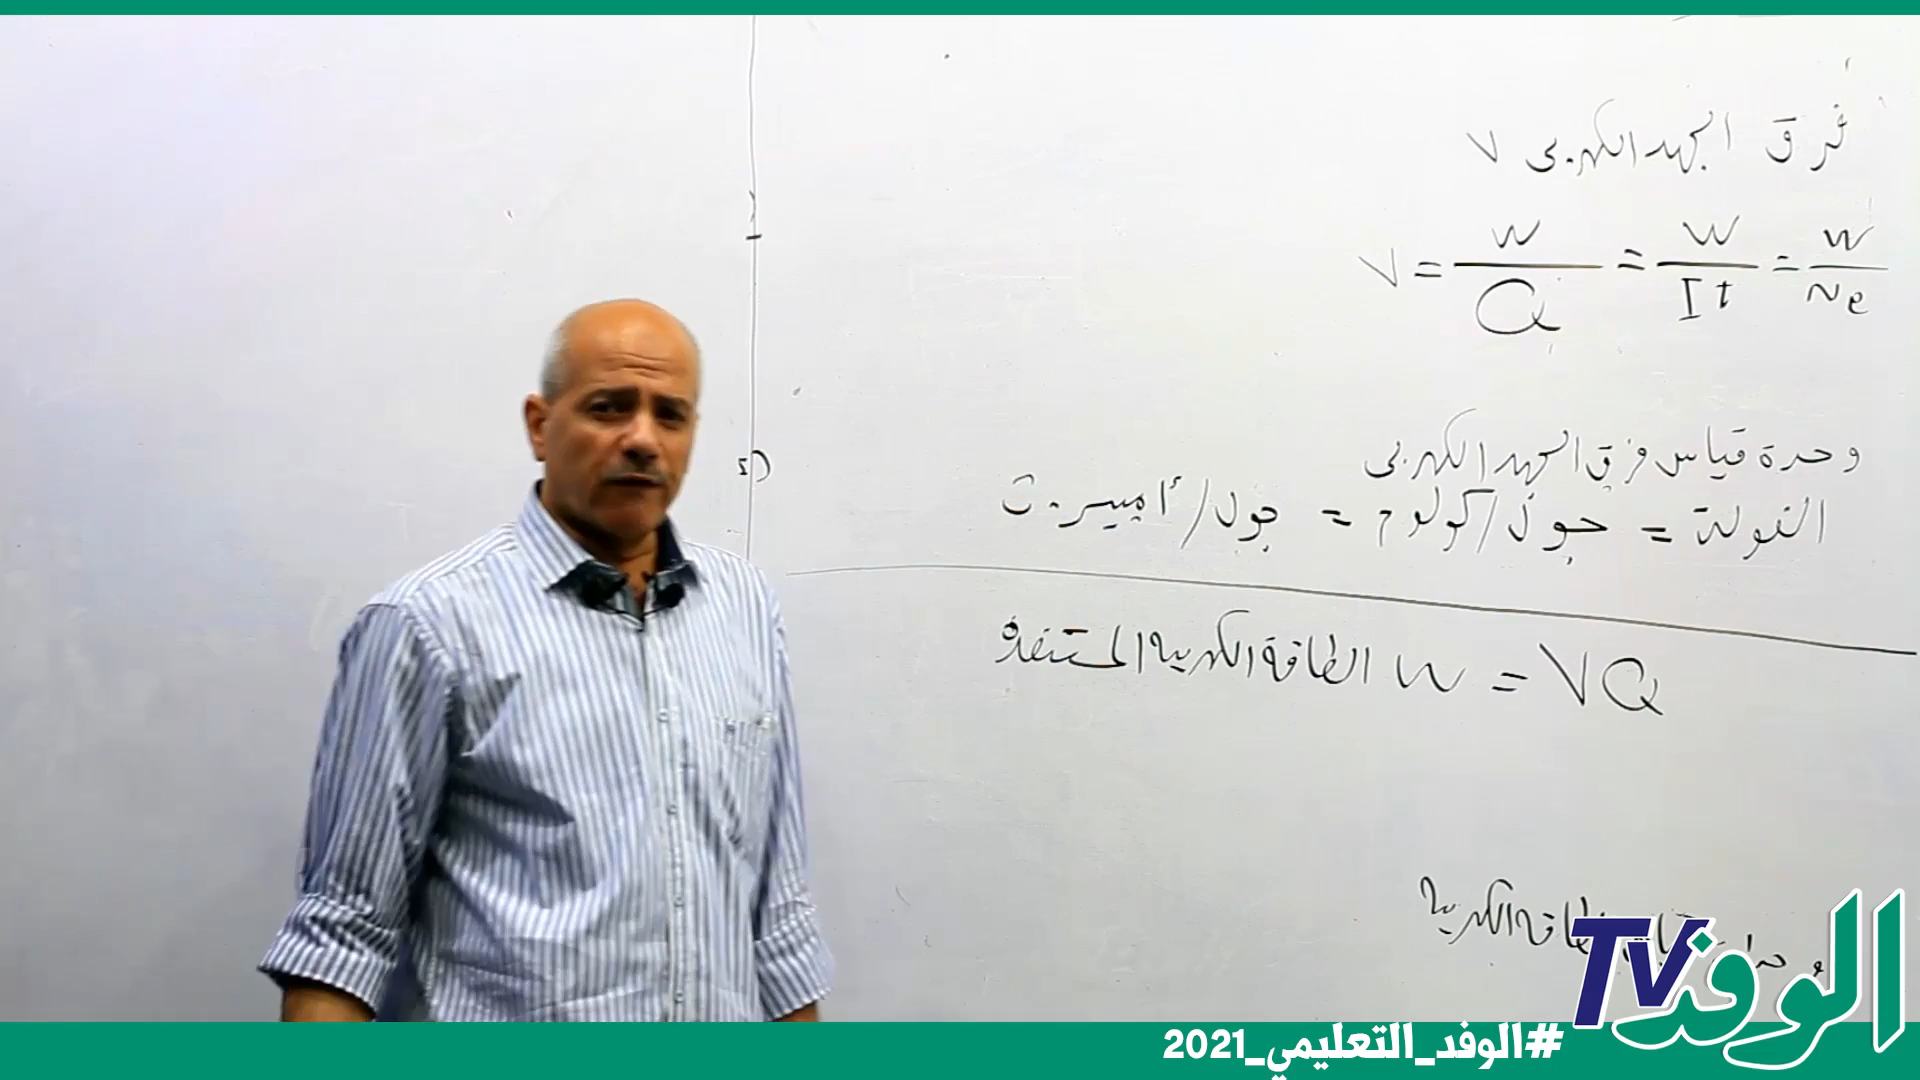 فرق الجهد الكهربى V
V = W / Q = W / It = W / Ne
وحدة قياس فرق الجهد الكهربى
الفولت = جول/كولوم = جول/أمبير.ث
الطاقة الكهربية المستنفذة W = VQ
الطاقة الكهربية
الوفد TV
#الوفد_التعليمي_2021